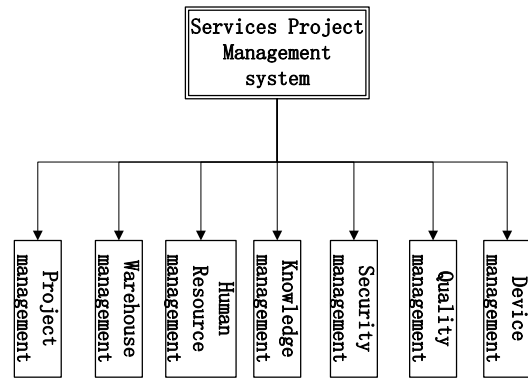 Services Project
Management
system
Project
management
Warehouse
management
Human
Resource
management
Knowledge
management
Security
management
Quality
management
Device
management